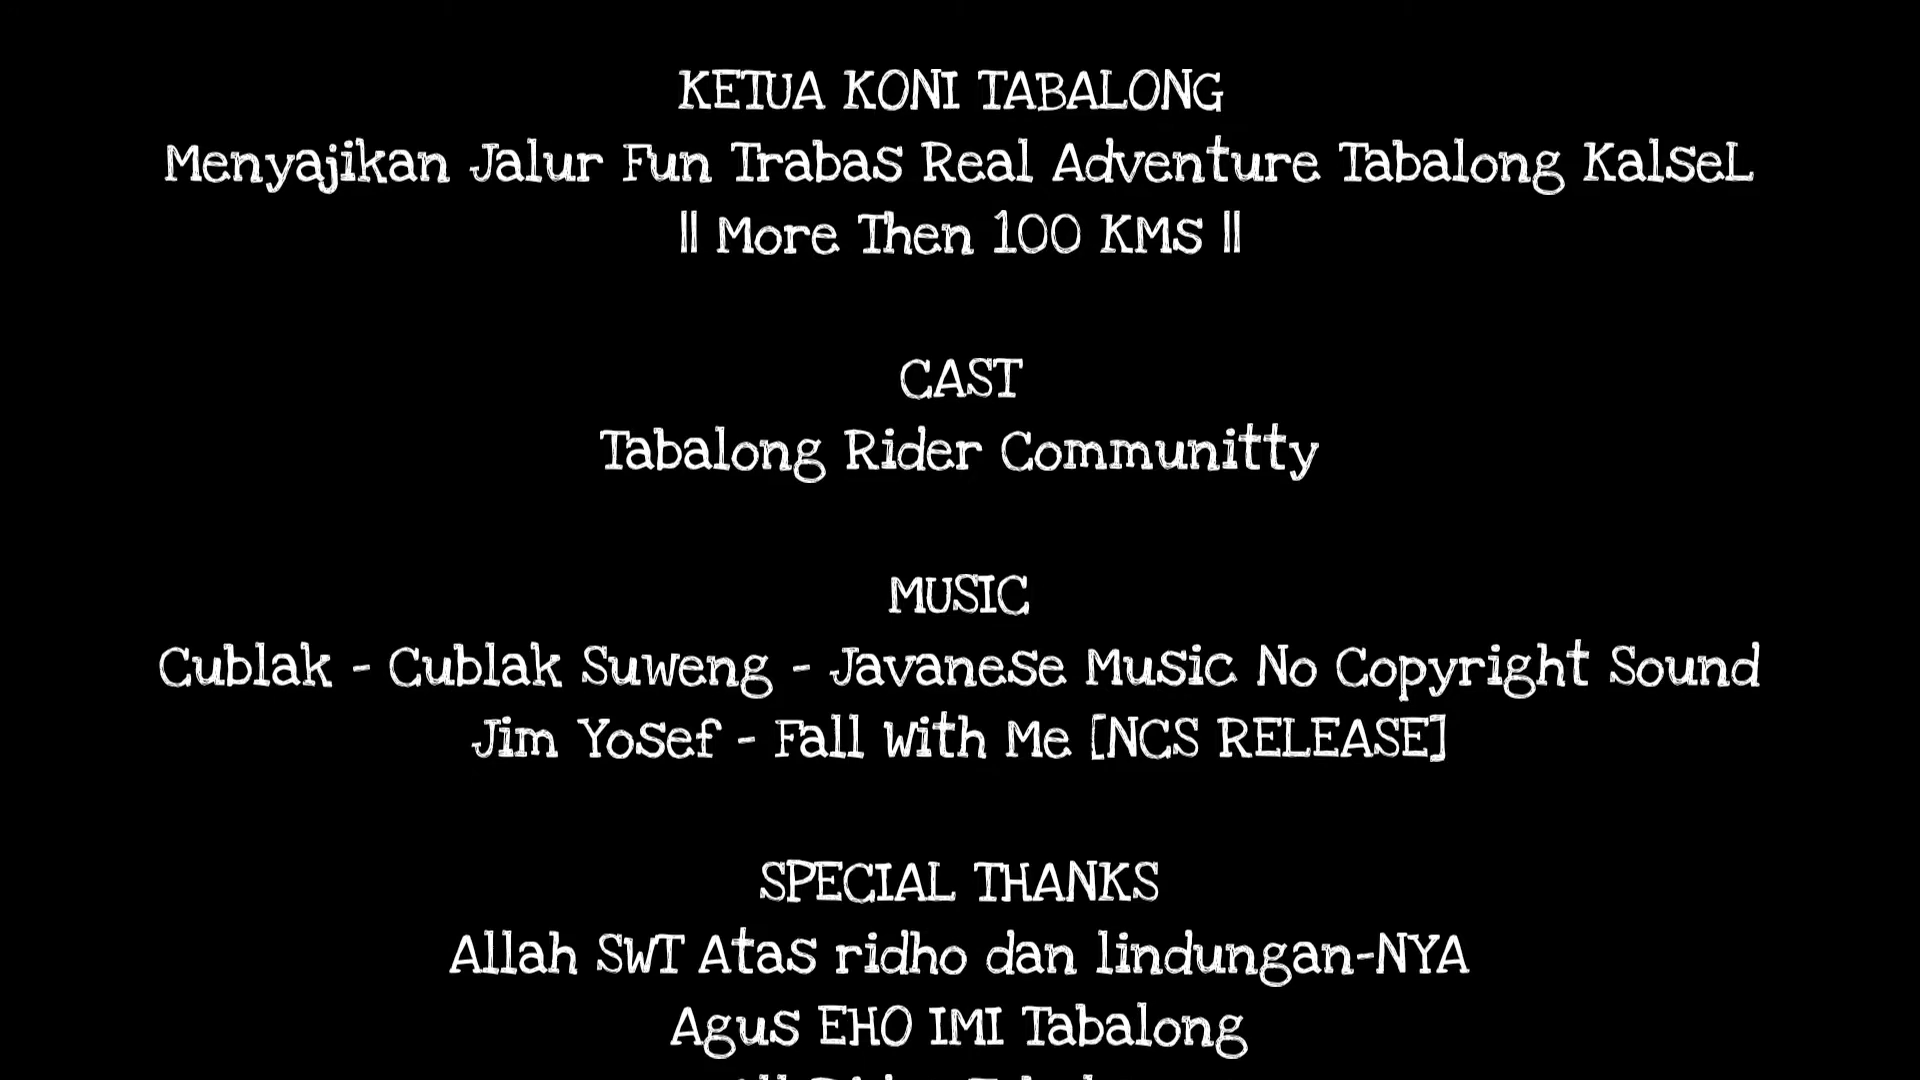 KETUA KONI TABALONG
Menyajikan Jalur Fun Trabas Real Adventure Tabalong KalseL
|| More Then 100 KMs ||
CAST
Tabalong Rider Communitty
MUSIC
Cublak - Cublak Suweng - Javanese Music No Copyright Sound
Jim Yosef - Fall With Me [NCS RELEASE]
SPECIAL THANKS
Allah SWT Atas ridho dan lindungan-NYA
Agus EHO IMI Tabalong